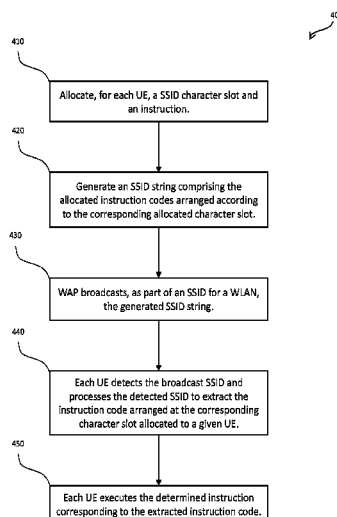 410
Allocate, for each UE, a SSID character slot and
an instruction.
420
Generate an SSID string comprising the
allocated instruction codes arranged according
to the corresponding allocated character slot.
430
WAP broadcasts, as part of an SSID for a WLAN,
the generated SSID string.
440
Each UE detects the broadcast SSID and
processes the detected SSID to extract the
instruction code arranged at the corresponding
character slot allocated to a given UE.
450
Each UE executes the determined instruction
corresponding to the extracted instruction code.